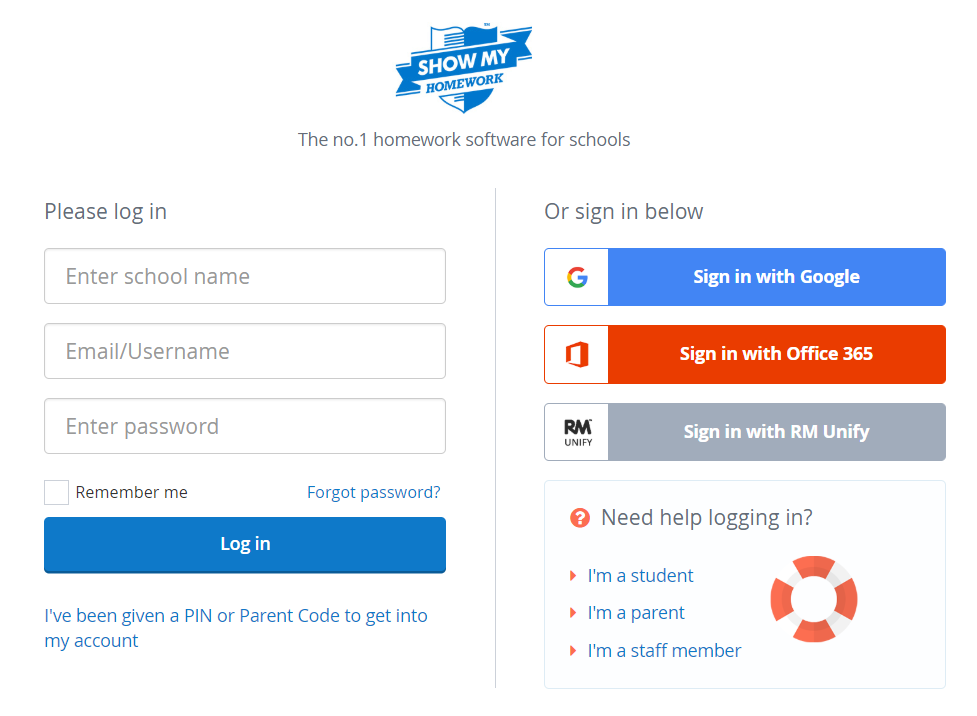 SHOW MY
HOMEWORK
The no.1 homework software for schools
Please log in
Enter school name
Email/Username
Enter password
Remember me
Forgot password?
Log in
I've been given a PIN or Parent Code to get into
my account
Or sign in below
Sign in with Google
Sign in with Office 365
RM
UNIFY
Sign in with RM Unify
Need help logging in?
I'm a student
I'm a parent
I'm a staff member